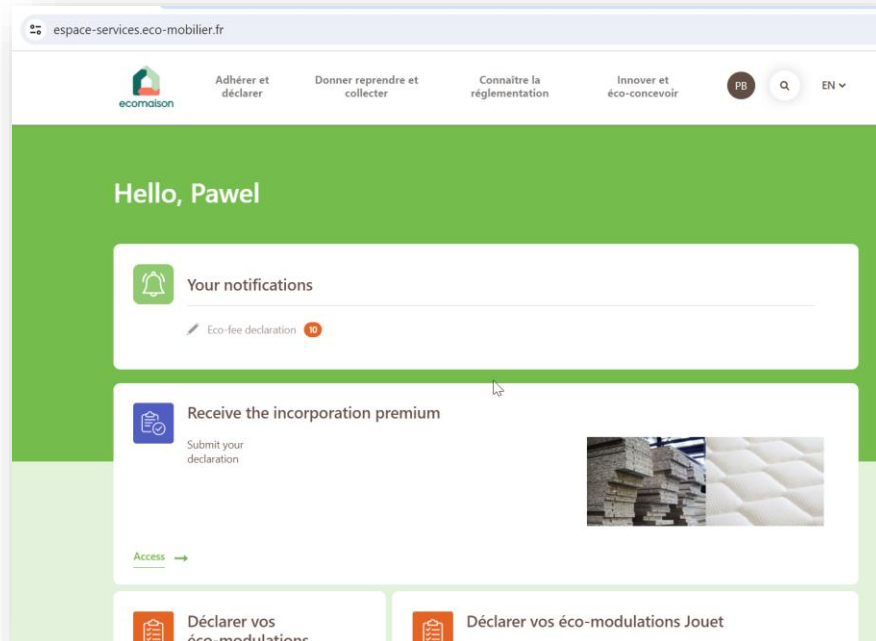 espace-services.eco-mobilier.fr
ecomaison
Adhérer et
déclarer
Donner reprendre et
collecter
Connaître la
réglementation
Innover et
éco-concevoir
PB
EN
Hello, Pawel
Your notifications
Eco-fee declaration 10
Receive the incorporation premium
Submit your
declaration
Access
Déclarer vos
éco-modulations
Déclarer vos éco-modulations Jouet